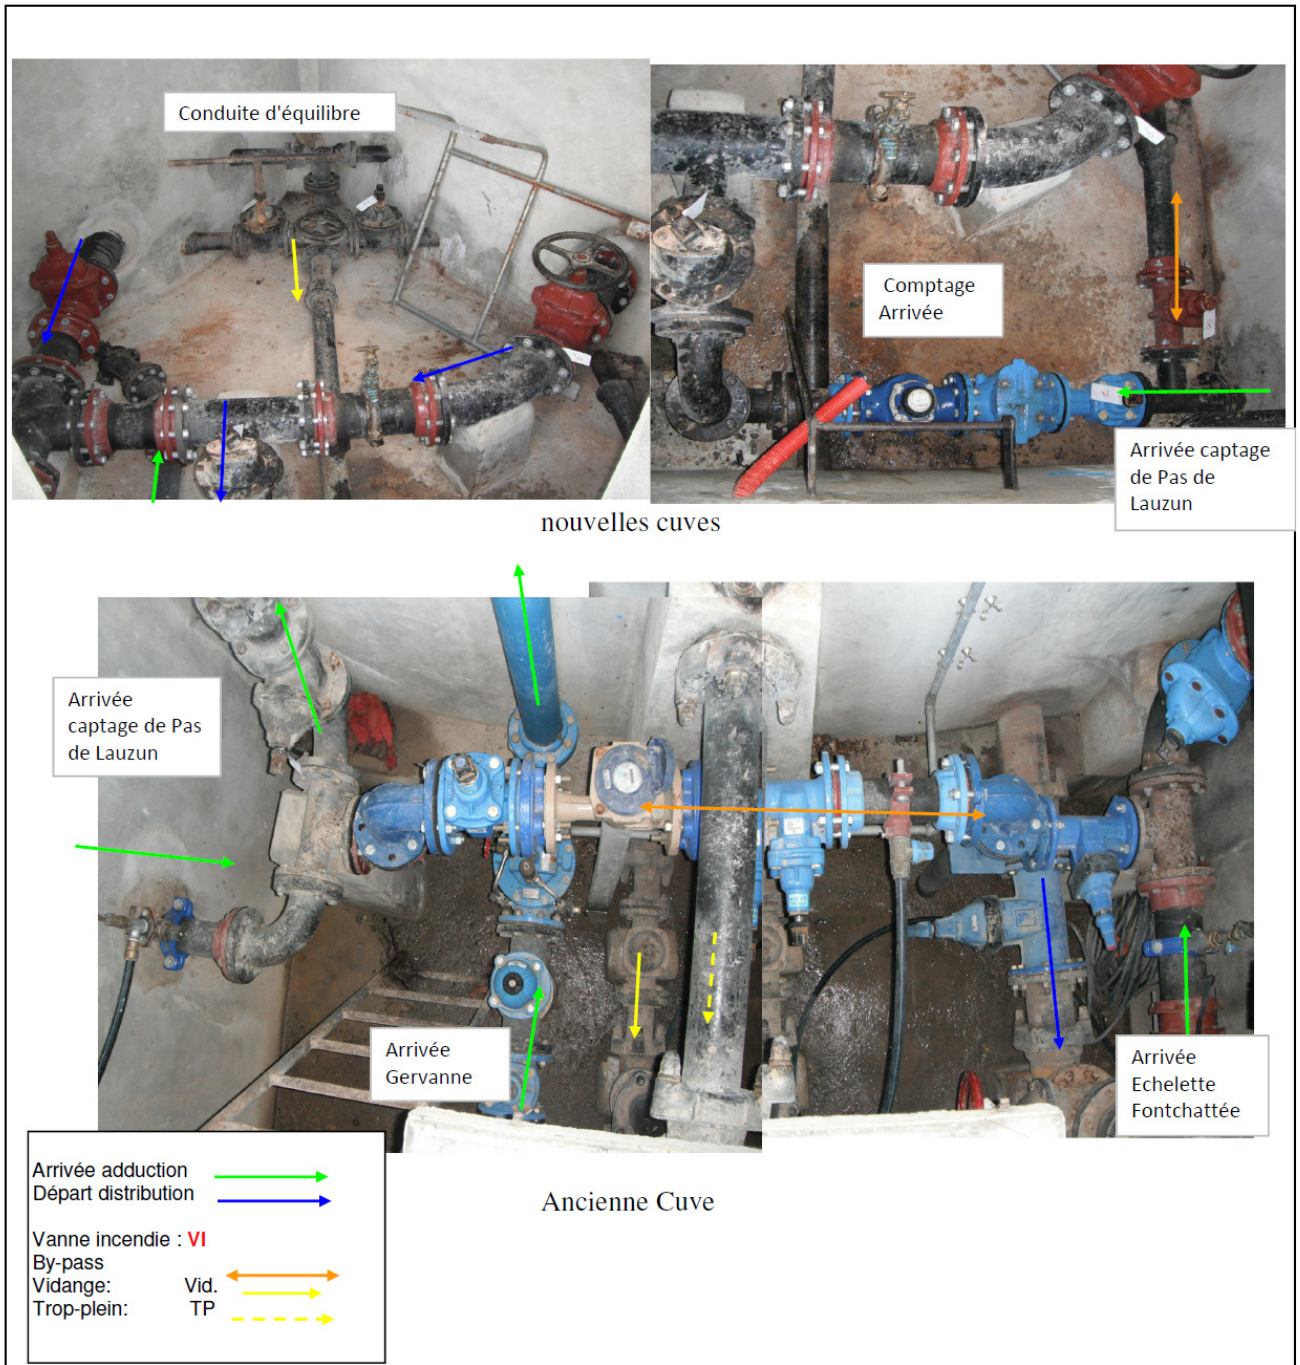 Conduite d'équilibre
Comptage
Arrivée
Arrivée captage
de Pas de
Lauzun
nouvelles cuves
Arrivée
captage de Pas
de Lauzun
Arrivée
Gervanne
Arrivée
Echelette
Fontchattée
Ancienne Cuve
Arrivée adduction
Départ distribution
Vanne incendie : VI
By-pass
Vidange: Vid.
Trop-plein: TP